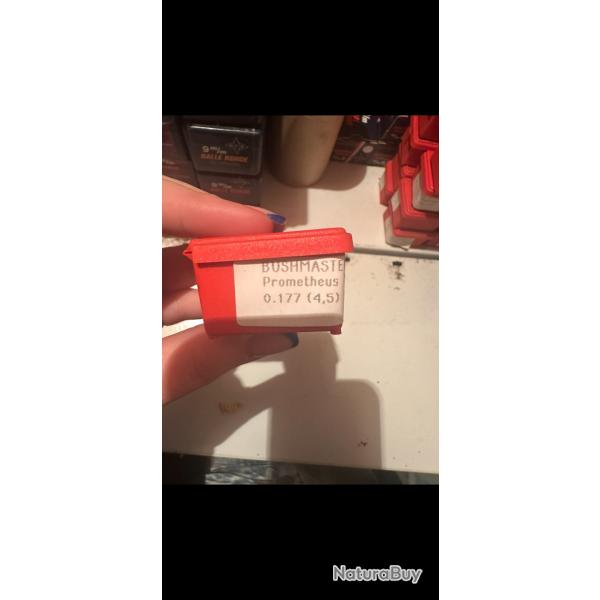 BALLE RONDE
BUSHMASTE
Prometheus
0.177 (4,5)
NaturaBuy